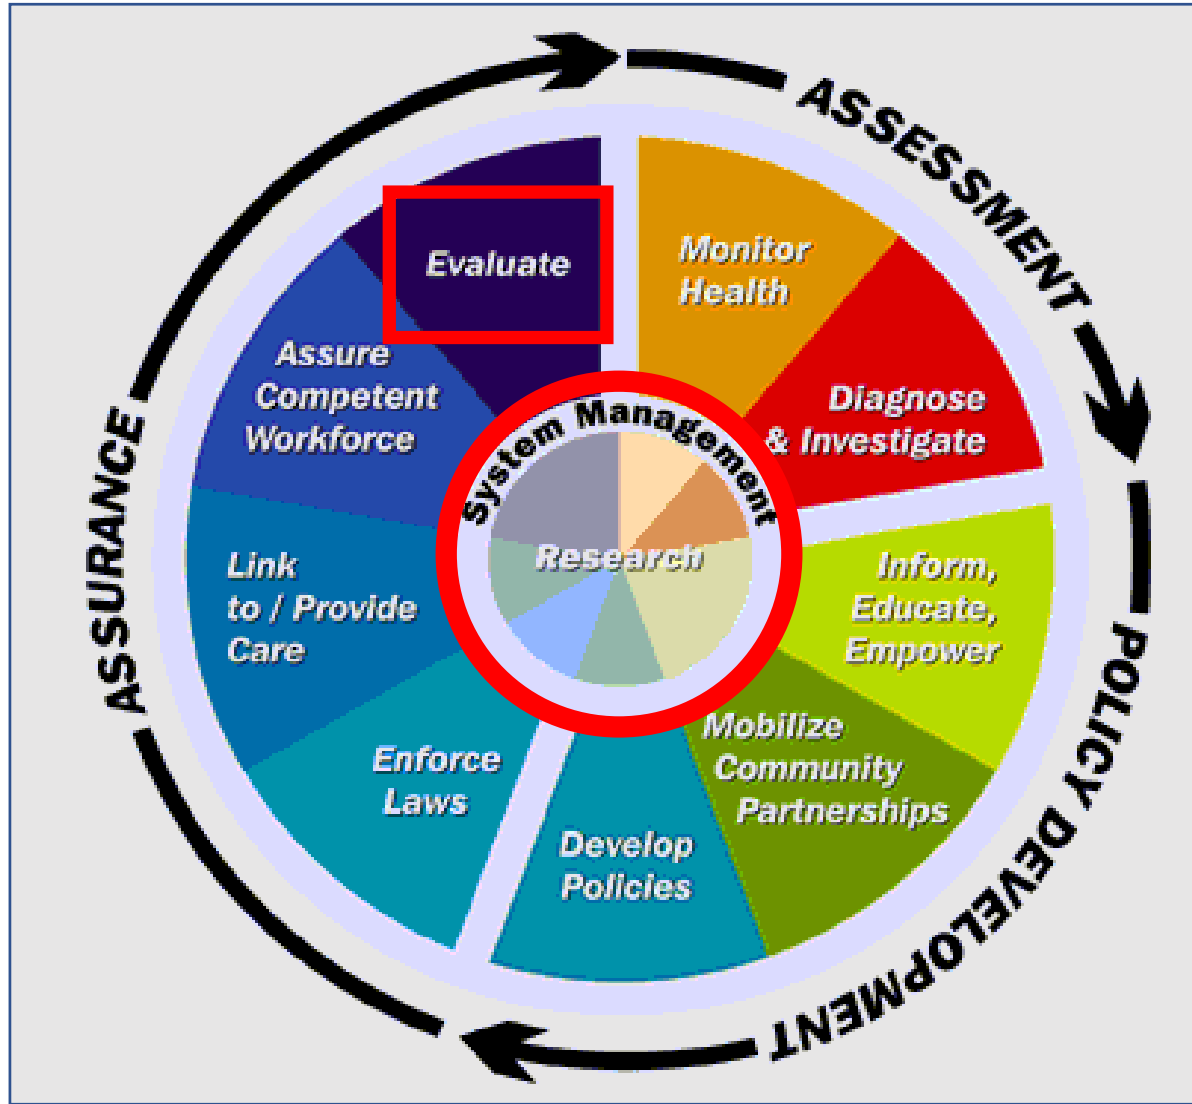 ASSESSMENT
POLICY DEVELOPMENT
ASSURANCE
Monitor
Health
Diagnose
& Investigate
Inform,
Educate,
Empower
Mobilize
Community
Partnerships
Develop
Policies
Enforce
Laws
Link
to / Provide
Care
Assure
Competent
Workforce
Evaluate
System Management
Research